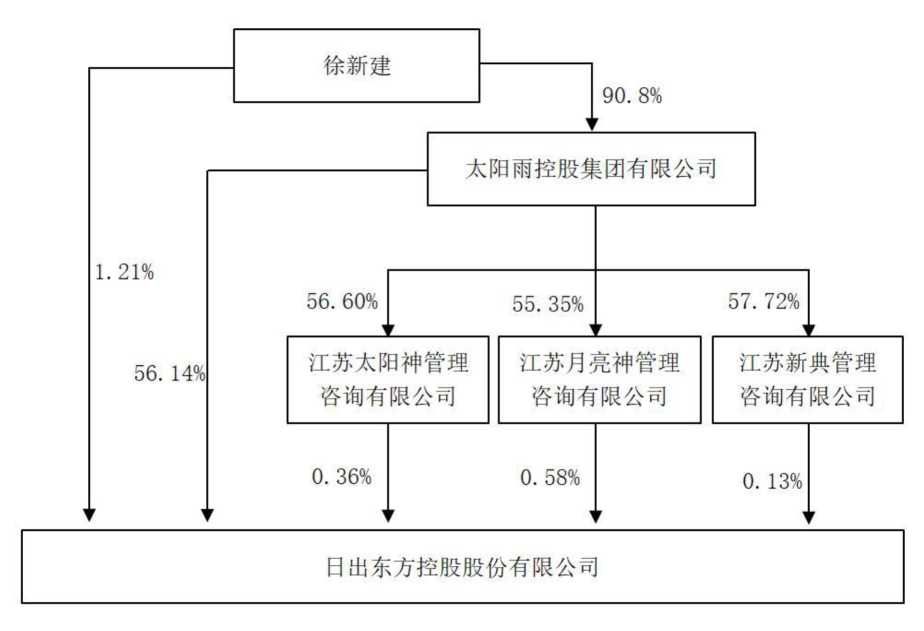 徐新建
90.8%
太阳雨控股集团有限公司
1.21%
56.14%
56.60%
55.35%
57.72%
江苏太阳神管理
咨询有限公司
江苏月亮神管理
咨询有限公司
江苏新典管理
咨询有限公司
0.36%
0.58%
0.13%
日出东方控股股份有限公司